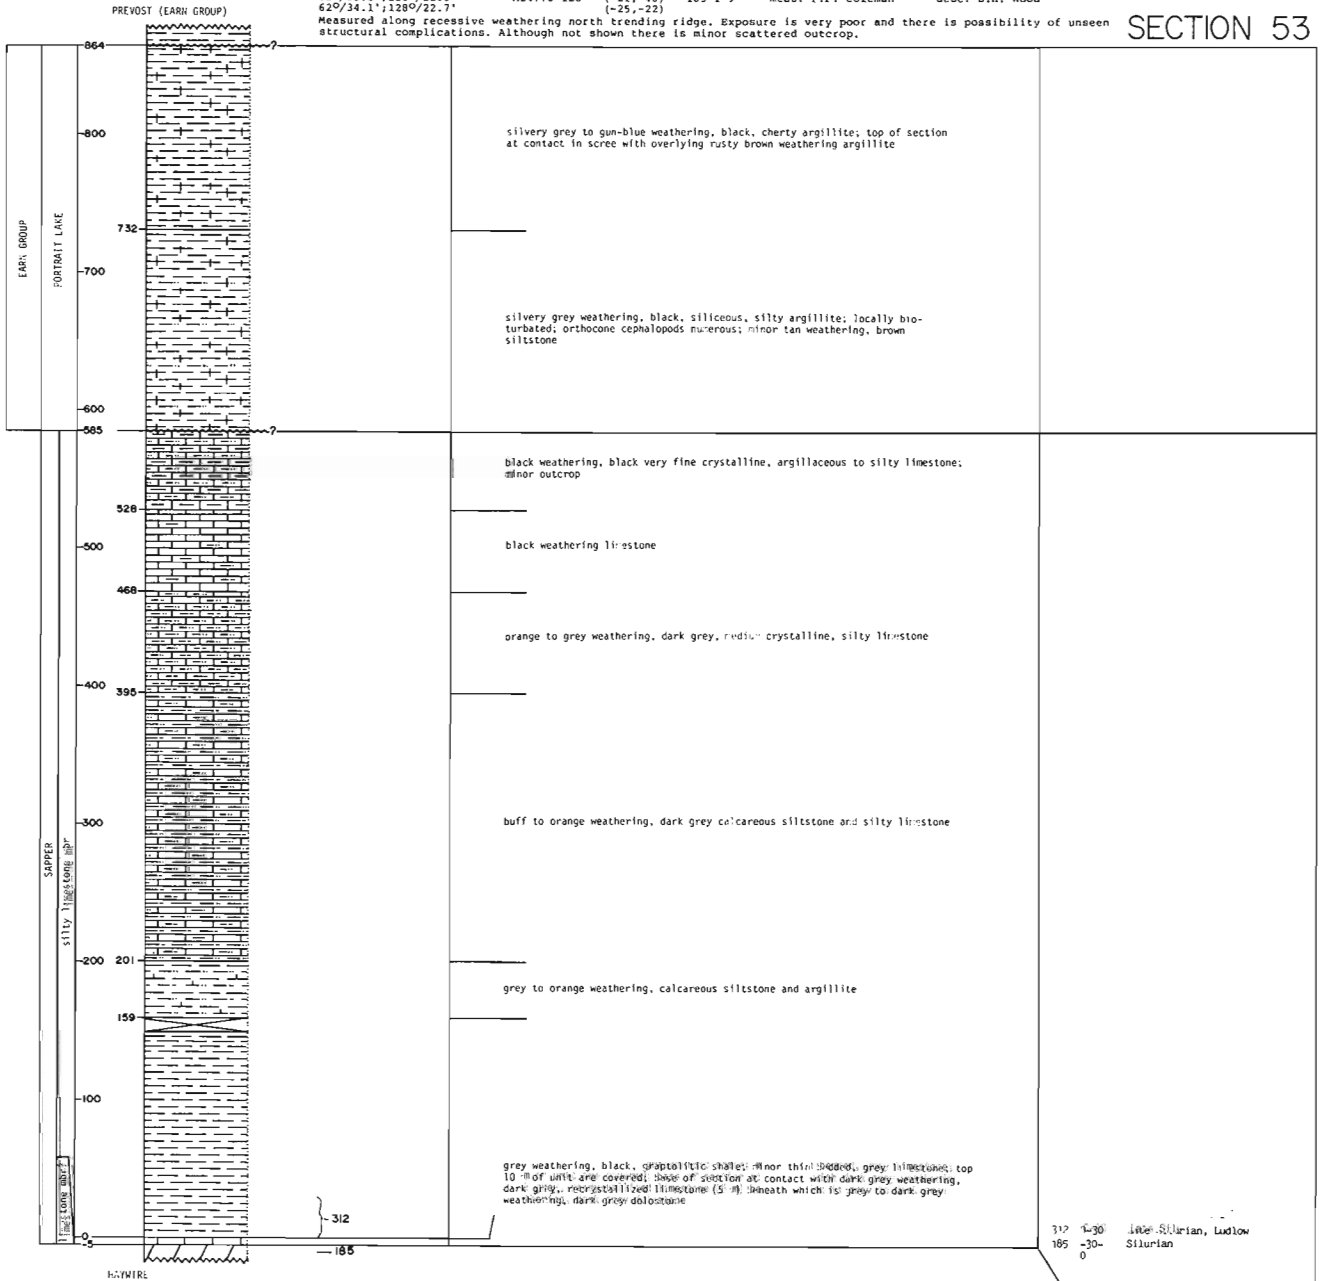 PREVOST (EARN GROUP)
62°/34.1';128°/22.7'
(-25,-22)
Measured along recessive weathering north trending ridge. Exposure is very poor and there is possibility of unseen
structural complications. Although not shown there is minor scattered outcrop.
SECTION 53
864
?
800
silvery grey to gun-blue weathering, black, cherty argillite; top of section
at contact in scree with overlying rusty brown weathering argillite
EARN GROUP
PORTRAIT LAKE
732
700
silvery grey weathering, black, siliceous, silty argillite; locally bio-
turbated; orthocone cephalopods numerous; minor tan weathering, brown
siltstone
600
585
?
black weathering, black very fine crystalline, argillaceous to silty limestone;
minor outcrop
528
500
black weathering limestone
468
orange to grey weathering, dark grey, medium crystalline, silty limestone
400
395
300
buff to orange weathering, dark grey calcareous siltstone and silty limestone
SAPPER
silty limestone mbr
200
201
grey to orange weathering, calcareous siltstone and argillite
159
100
grey weathering, black, graptolitic shale; minor thin bedded, grey limestone; top
10 m of unit are covered; base of section at contact with dark grey weathering,
dark grey, recrystallized limestone (5 m) beneath which is grey to dark grey
weathering, dark grey dolostone
limestone mbr?
312
0
-5
185
312 1-30 Late Silurian, Ludlow
185 -30- Silurian
0
HAYWIRE